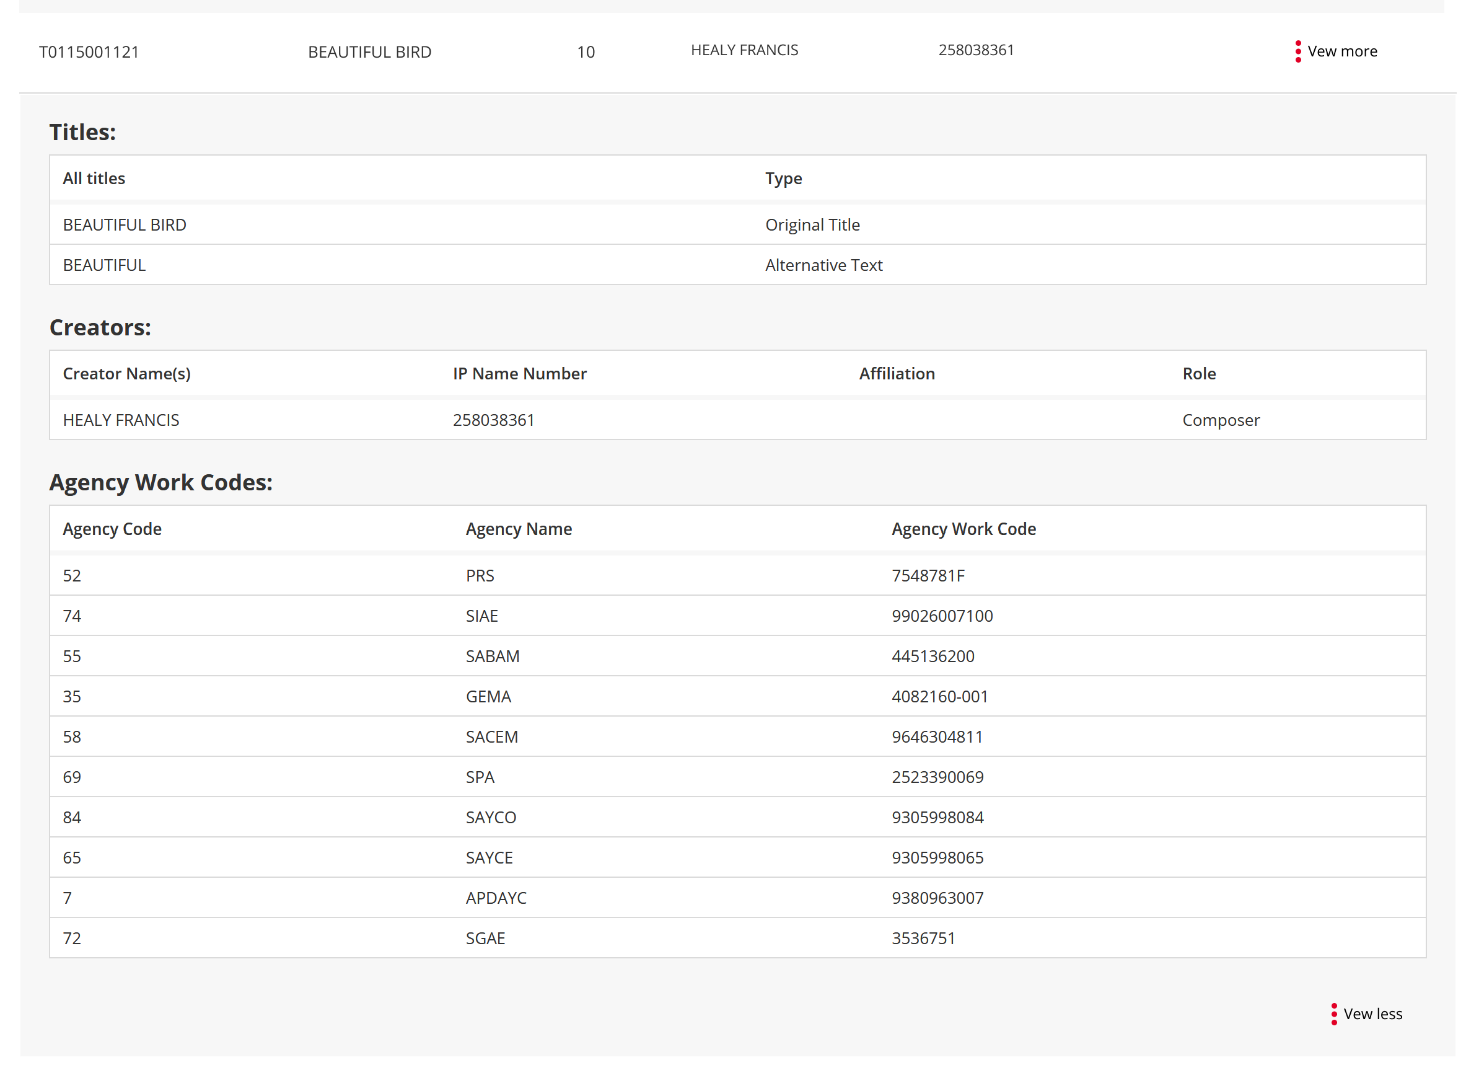 T0115001121 BEAUTIFUL BIRD 10 HEALY FRANCIS 258038361 Vew more
Titles:
All titles Type
BEAUTIFUL BIRD Original Title
BEAUTIFUL Alternative Text
Creators:
Creator Name(s) IP Name Number Affiliation Role
HEALY FRANCIS 258038361 Composer
Agency Work Codes:
Agency Code Agency Name Agency Work Code
52 PRS 7548781F
74 SIAE 99026007100
55 SABAM 445136200
35 GEMA 4082160-001
58 SACEM 9646304811
69 SPA 2523390069
84 SAYCO 9305998084
65 SAYCE 9305998065
7 APDAYC 9380963007
72 SGAE 3536751
Vew less